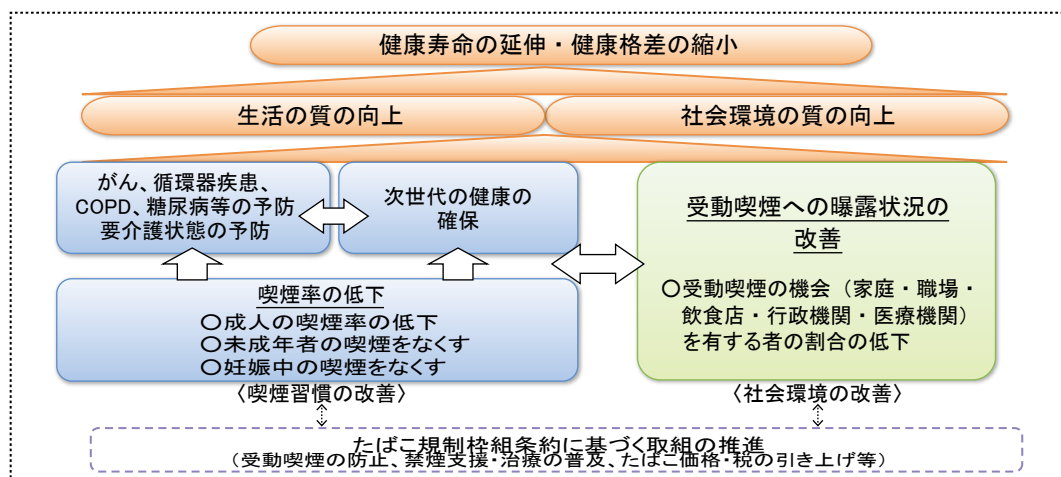 健康寿命の延伸・健康格差の縮小
生活の質の向上
社会環境の質の向上
がん、循環器疾患、
COPD、糖尿病等の予防
要介護状態の予防
次世代の健康の
確保
受動喫煙への曝露状況の
改善
〇受動喫煙の機会（家庭・職場・
飲食店・行政機関・医療機関）
を有する者の割合の低下
喫煙率の低下
〇成人の喫煙率の低下
〇未成年者の喫煙をなくす
〇妊娠中の喫煙をなくす
〈喫煙習慣の改善〉
〈社会環境の改善〉
たばこ規制枠組条約に基づく取組の推進
（受動喫煙の防止、禁煙支援・治療の普及、たばこ価格・税の引き上げ等）